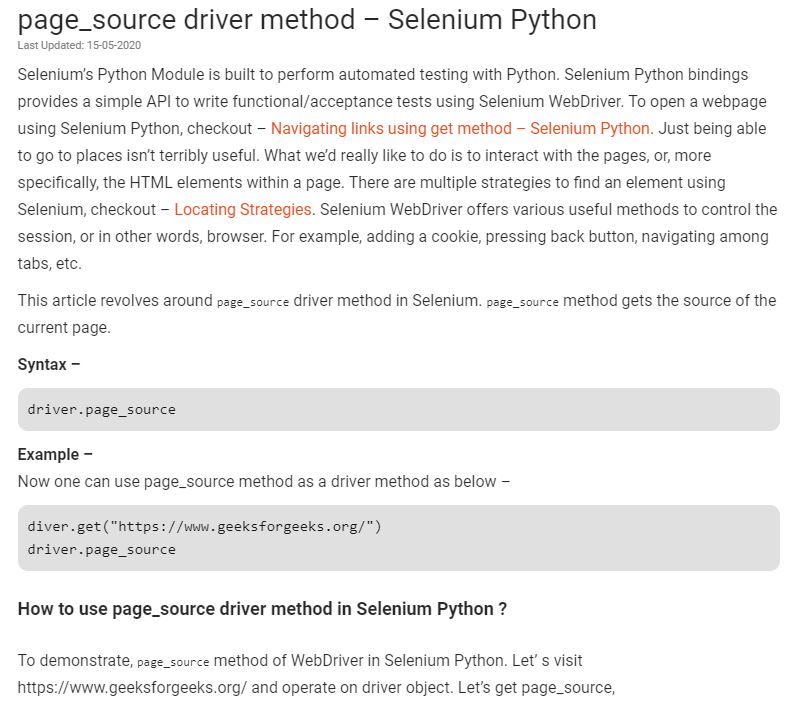 page_source driver method – Selenium Python
Last Updated: 15-05-2020
Selenium's Python Module is built to perform automated testing with Python. Selenium Python bindings
provides a simple API to write functional/acceptance tests using Selenium WebDriver. To open a webpage
using Selenium Python, checkout – Navigating links using get method – Selenium Python. Just being able
to go to places isn't terribly useful. What we'd really like to do is to interact with the pages, or, more
specifically, the HTML elements within a page. There are multiple strategies to find an element using
Selenium, checkout – Locating Strategies. Selenium WebDriver offers various useful methods to control the
session, or in other words, browser. For example, adding a cookie, pressing back button, navigating among
tabs, etc.
This article revolves around page_source driver method in Selenium. page_source method gets the source of the
current page.
Syntax –
driver.page_source
Example –
Now one can use page_source method as a driver method as below –
diver.get("https://www.geeksforgeeks.org/")
driver.page_source
How to use page_source driver method in Selenium Python ?
To demonstrate, page_source method of WebDriver in Selenium Python. Let' s visit
https://www.geeksforgeeks.org/ and operate on driver object. Let's get page_source,